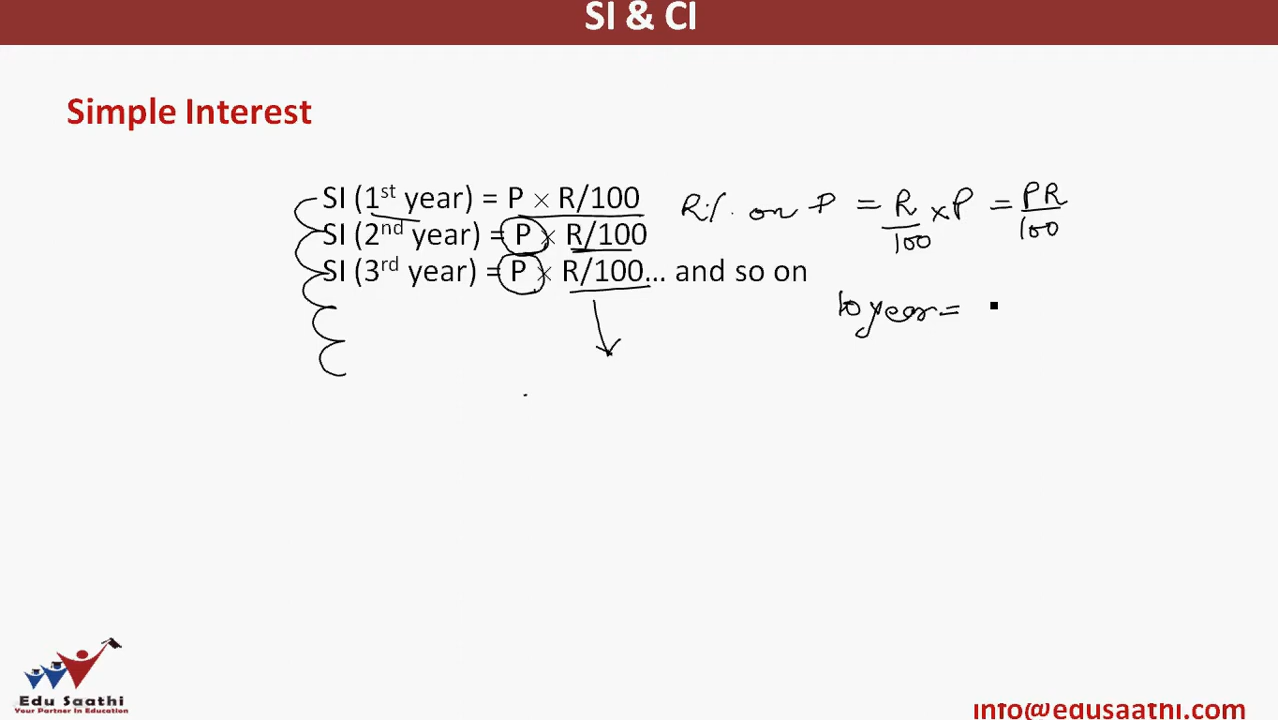 SI & CI
Simple Interest
SI (1st year) = P × R/100 R% on P = R/100 × P = PR/100
SI (2nd year) = P × R/100
SI (3rd year) = P × R/100... and so on
10 year =
Edu Saathi
Your Partner In Education
info@edusaathi.com